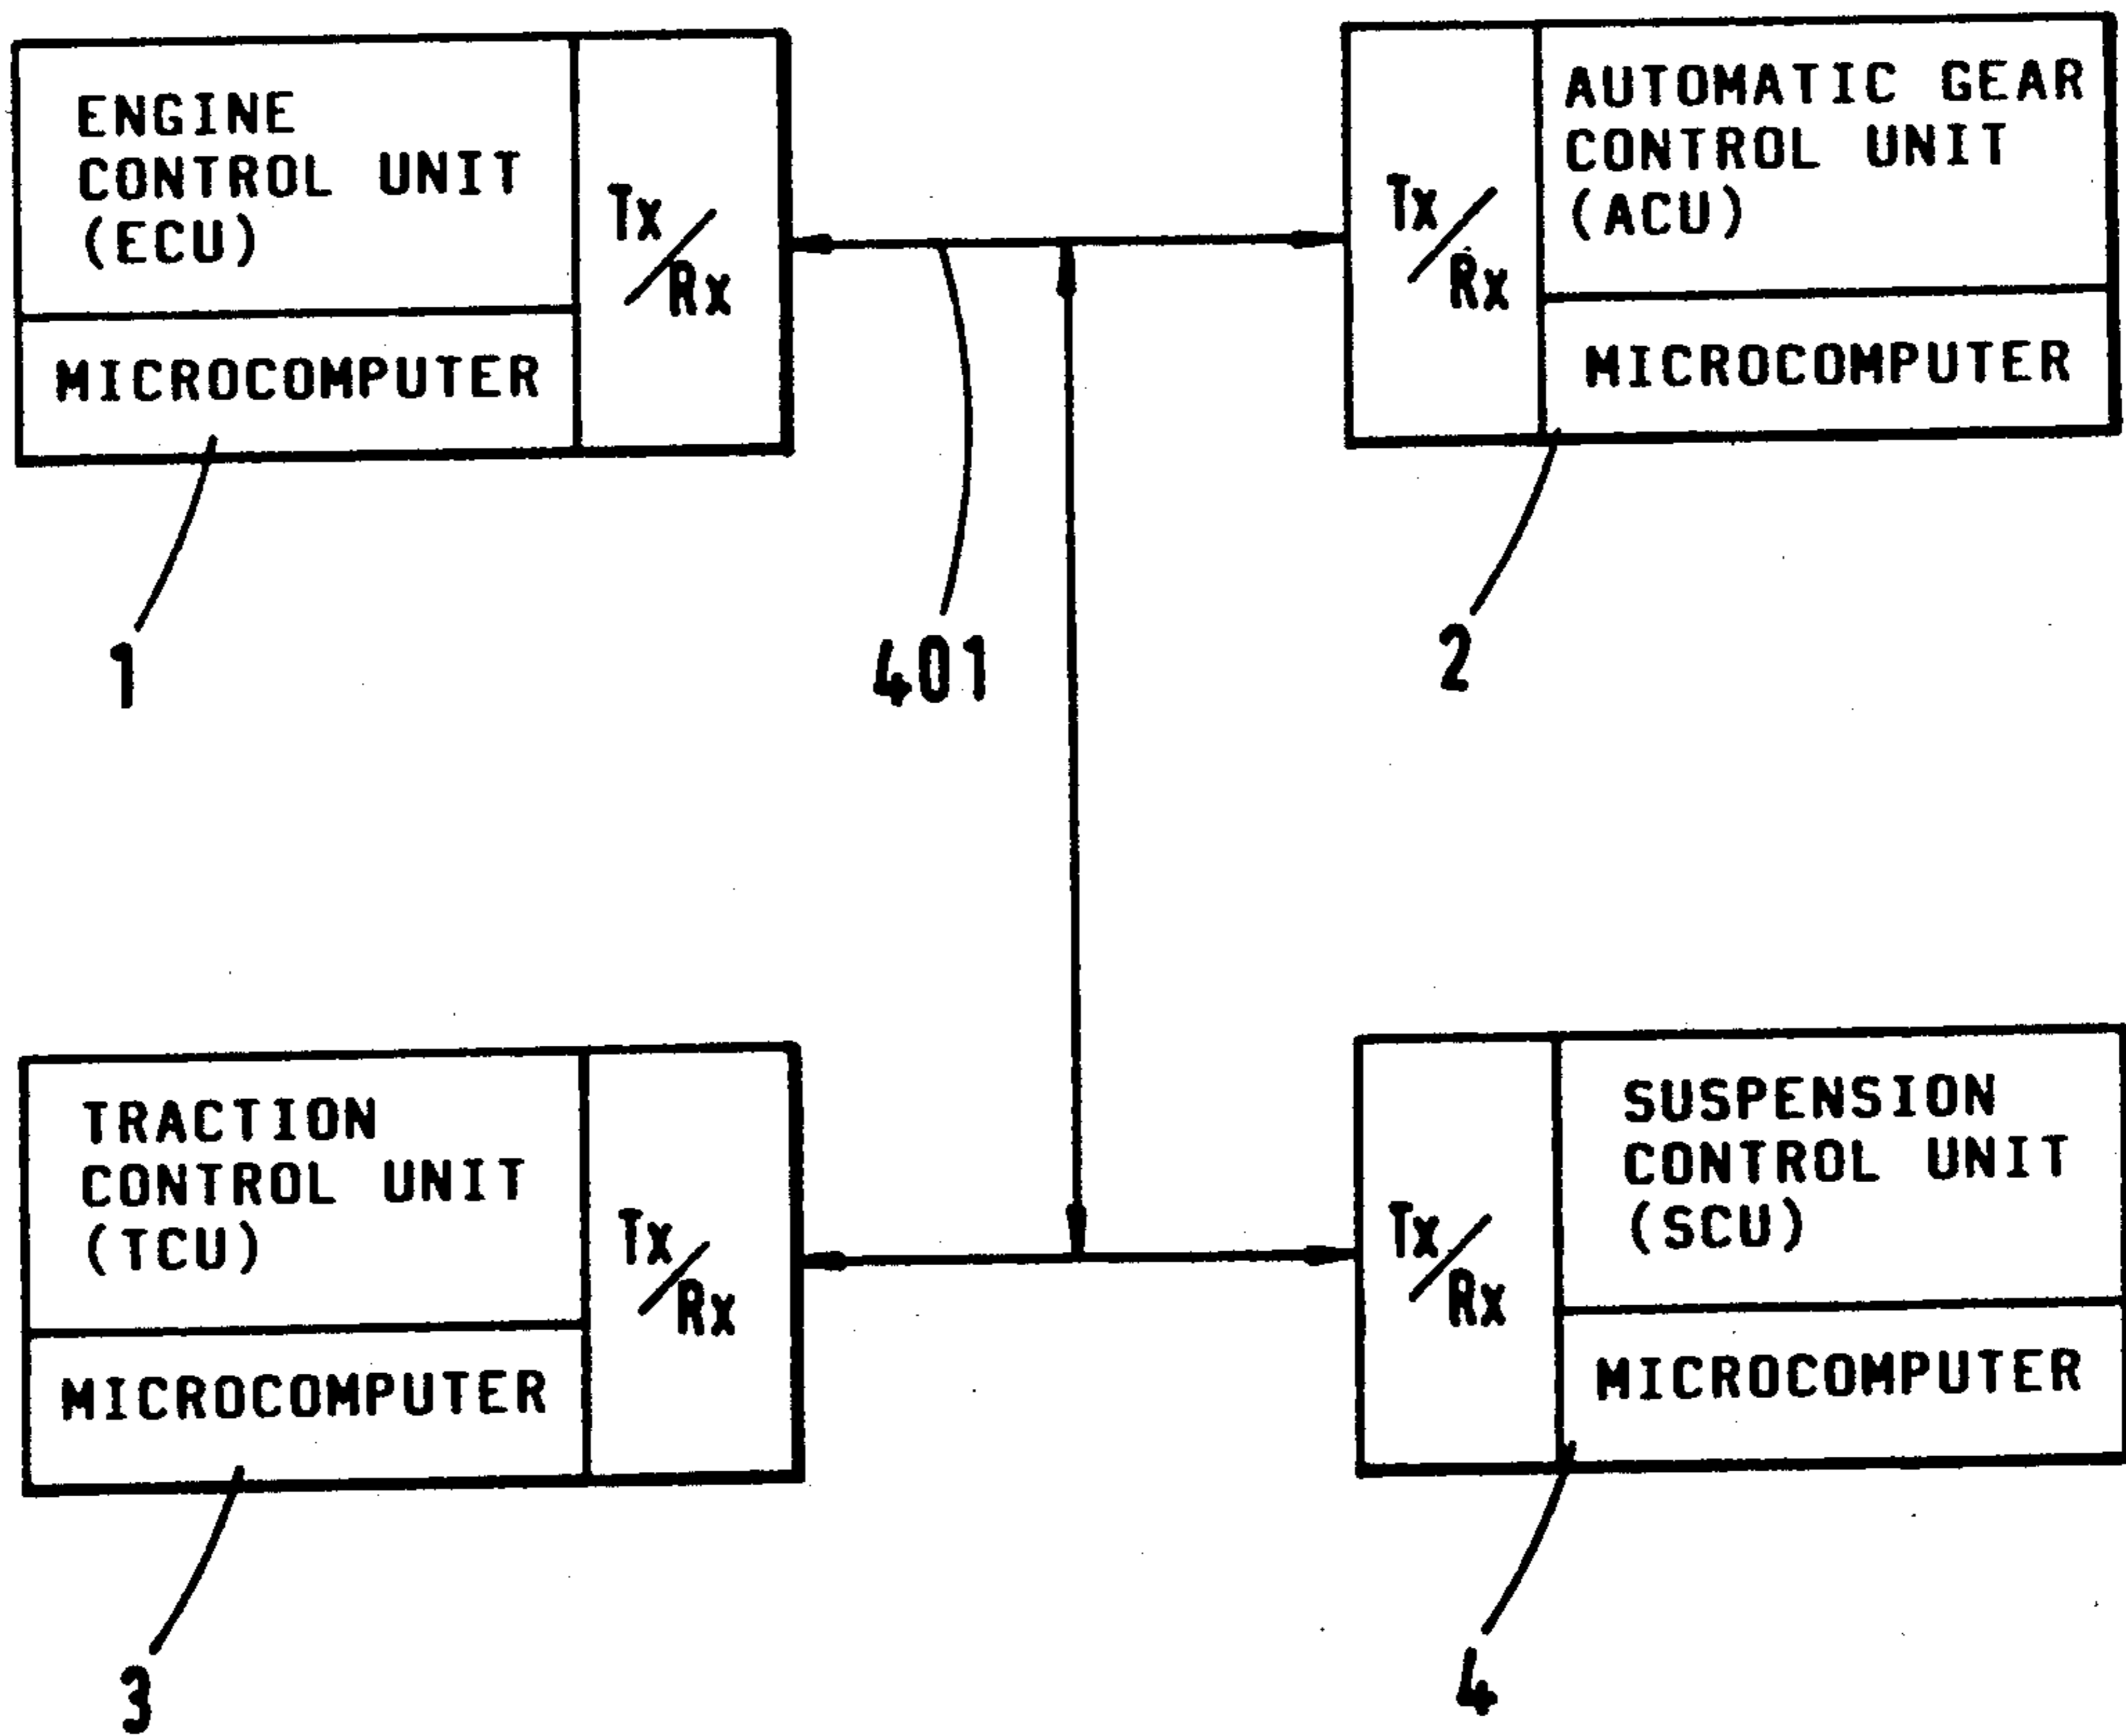 ENGINE
CONTROL UNIT
(ECU)
MICROCOMPUTER
Tx/Rx
AUTOMATIC GEAR
CONTROL UNIT
(ACU)
MICROCOMPUTER
Tx/Rx
1
401
2
TRACTION
CONTROL UNIT
(TCU)
MICROCOMPUTER
Tx/Rx
SUSPENSION
CONTROL UNIT
(SCU)
MICROCOMPUTER
Tx/Rx
3
4